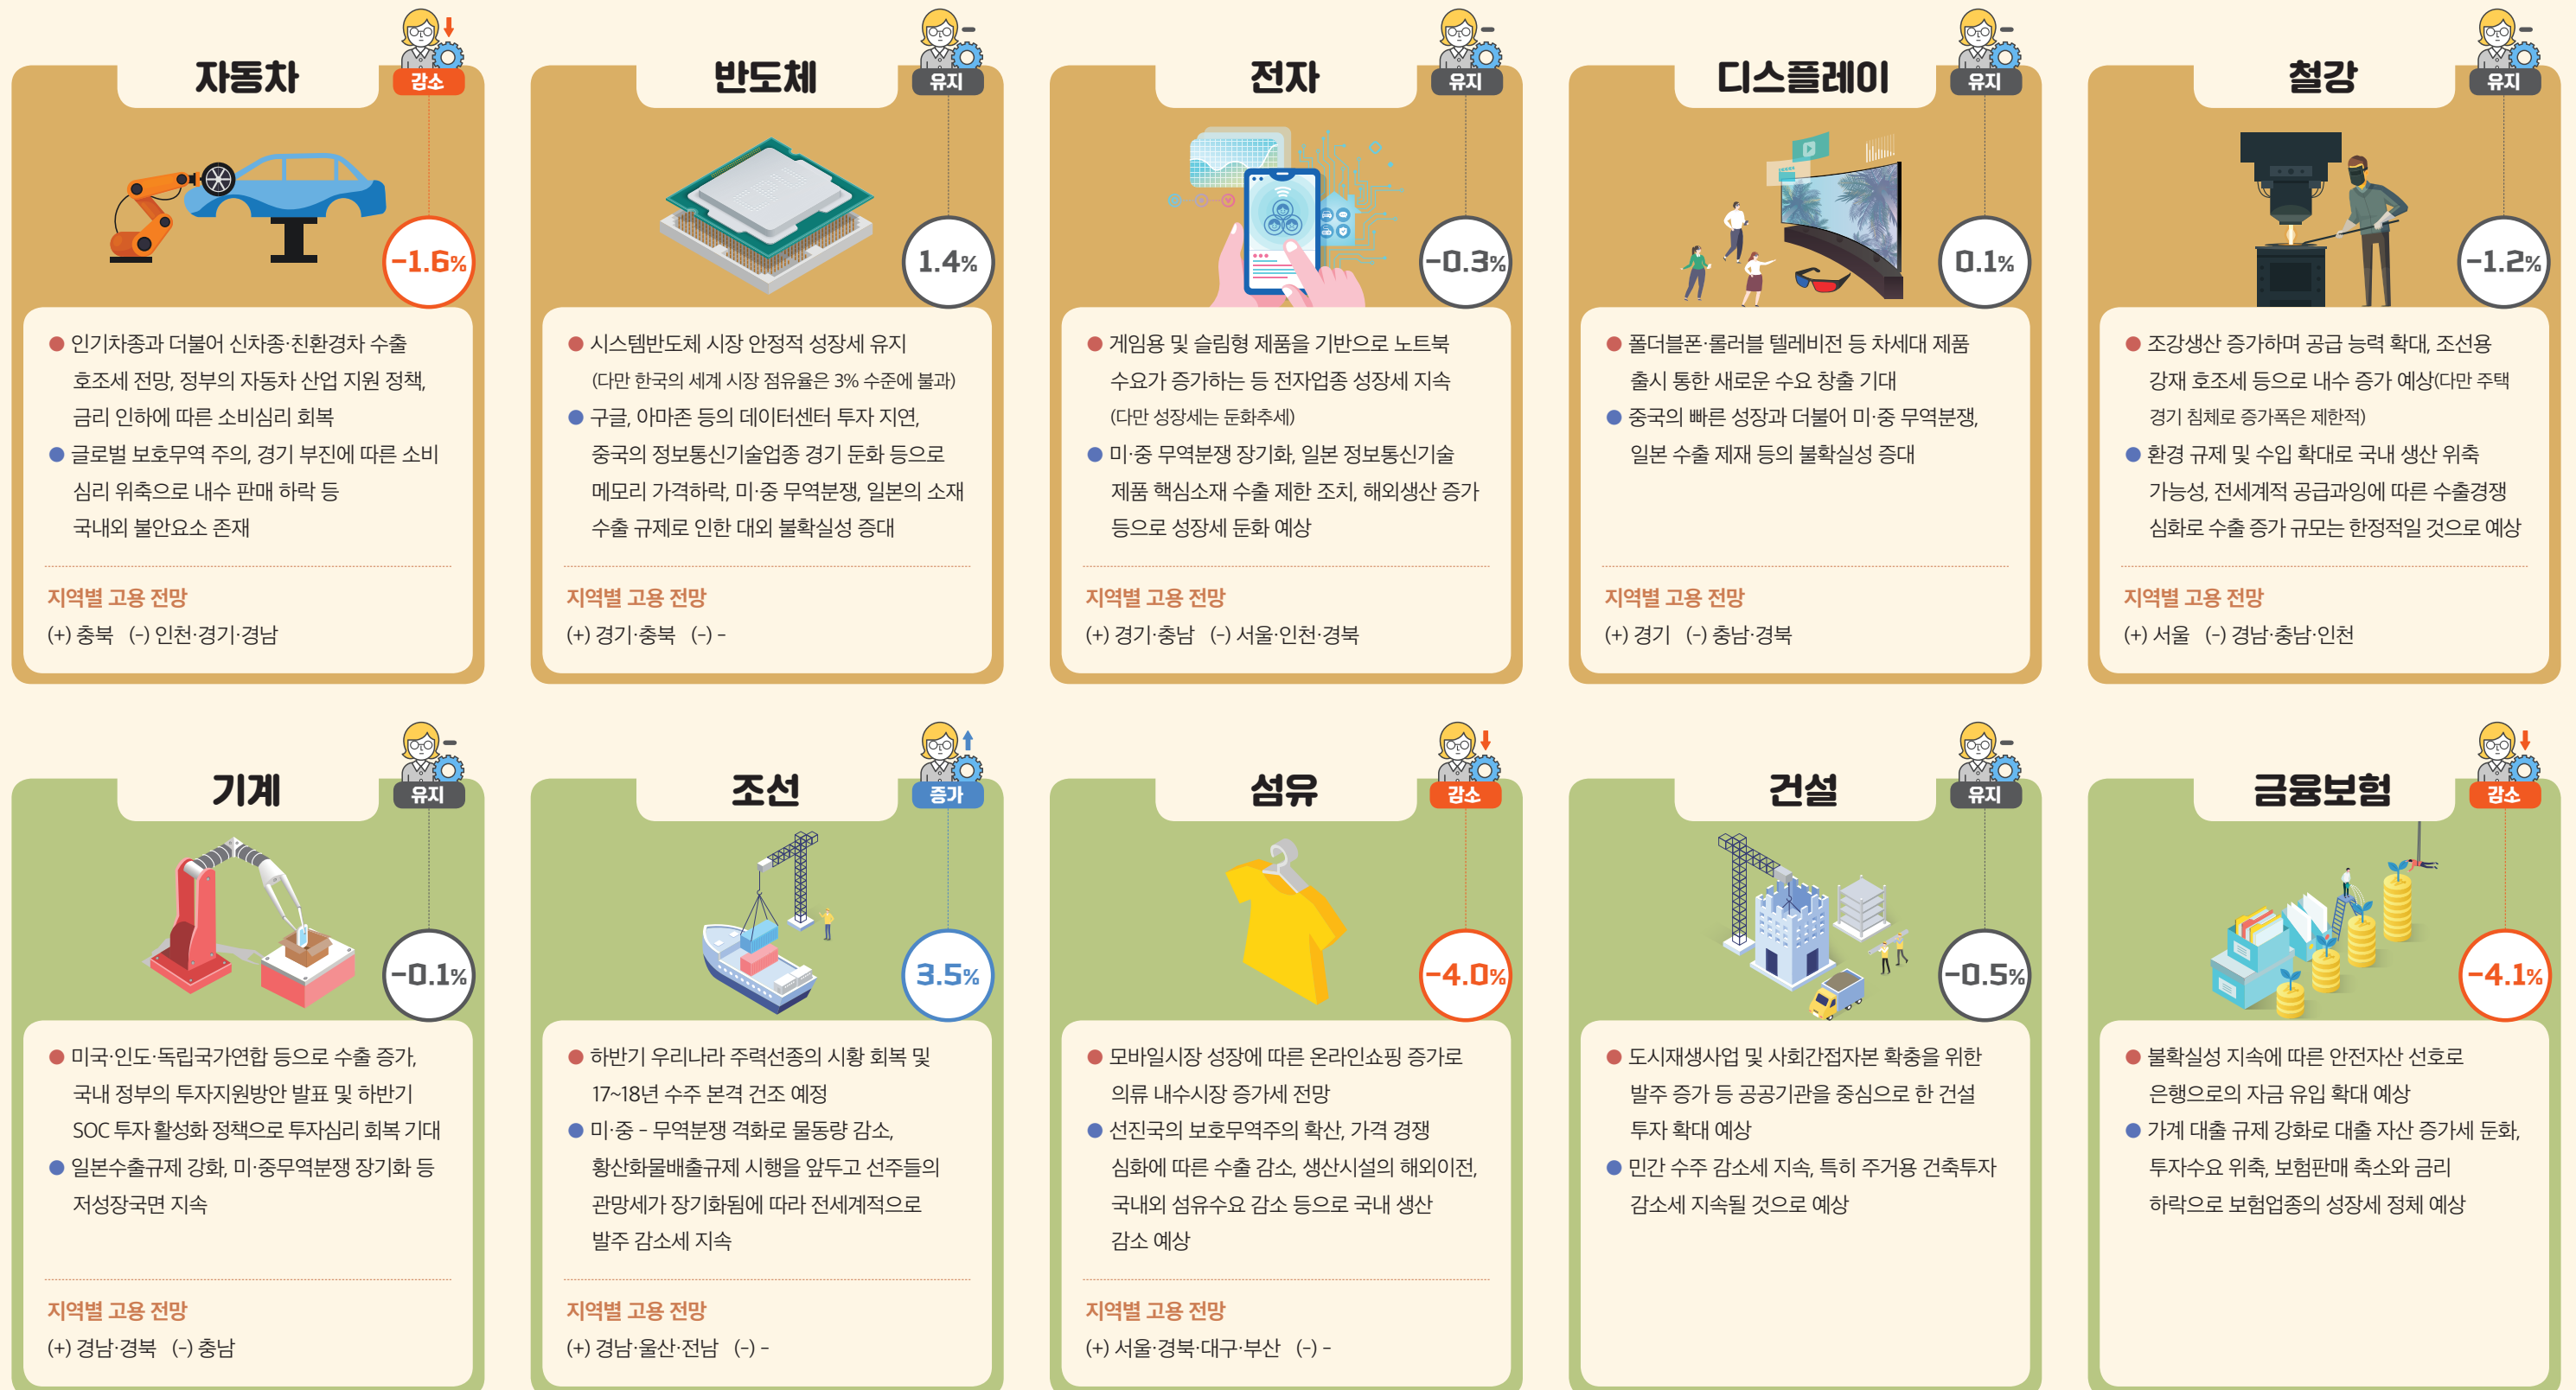 자동차
감소
-1.6%
● 인기차종과 더불어 신차종·친환경차 수출
호조세 전망, 정부의 자동차 산업 지원 정책,
금리 인하에 따른 소비심리 회복
● 글로벌 보호무역 주의, 경기 부진에 따른 소비
심리 위축으로 내수 판매 하락 등
국내외 불안요소 존재
지역별 고용 전망
(+) 충북 (-) 인천·경기·경남
반도체
유지
1.4%
● 시스템반도체 시장 안정적 성장세 유지
(다만 한국의 세계 시장 점유율은 3% 수준에 불과)
● 구글, 아마존 등의 데이터센터 투자 지연,
중국의 정보통신기술업종 경기 둔화 등으로
메모리 가격하락, 미·중 무역분쟁, 일본의 소재
수출 규제로 인한 대외 불확실성 증대
지역별 고용 전망
(+) 경기·충북 (-) -
전자
유지
-0.3%
● 게임용 및 슬림형 제품을 기반으로 노트북
수요가 증가하는 등 전자업종 성장세 지속
(다만 성장세는 둔화추세)
● 미·중 무역분쟁 장기화, 일본 정보통신기술
제품 핵심소재 수출 제한 조치, 해외생산 증가
등으로 성장세 둔화 예상
지역별 고용 전망
(+) 경기·충남 (-) 서울·인천·경북
디스플레이
유지
0.1%
● 폴더블폰·롤러블 텔레비전 등 차세대 제품
출시 통한 새로운 수요 창출 기대
● 중국의 빠른 성장과 더불어 미·중 무역분쟁,
일본 수출 제재 등의 불확실성 증대
지역별 고용 전망
(+) 경기 (-) 충남·경북
철강
유지
-1.2%
● 조강생산 증가하며 공급 능력 확대, 조선용
강재 호조세 등으로 내수 증가 예상(다만 주택
경기 침체로 증가폭은 제한적)
● 환경 규제 및 수입 확대로 국내 생산 위축
가능성, 전세계적 공급과잉에 따른 수출경쟁
심화로 수출 증가 규모는 한정적일 것으로 예상
지역별 고용 전망
(+) 서울 (-) 경남·충남·인천
기계
유지
-0.1%
● 미국·인도·독립국가연합 등으로 수출 증가,
국내 정부의 투자지원방안 발표 및 하반기
SOC 투자 활성화 정책으로 투자심리 회복 기대
● 일본수출규제 강화, 미·중무역분쟁 장기화 등
저성장국면 지속
지역별 고용 전망
(+) 경남·경북 (-) 충남
조선
증가
3.5%
● 하반기 우리나라 주력선종의 시황 회복 및
17~18년 수주 본격 건조 예정
● 미·중 - 무역분쟁 격화로 물동량 감소,
황산화물배출규제 시행을 앞두고 선주들의
관망세가 장기화됨에 따라 전세계적으로
발주 감소세 지속
지역별 고용 전망
(+) 경남·울산·전남 (-) -
섬유
감소
-4.0%
● 모바일시장 성장에 따른 온라인쇼핑 증가로
의류 내수시장 증가세 전망
● 선진국의 보호무역주의 확산, 가격 경쟁
심화에 따른 수출 감소, 생산시설의 해외이전,
국내외 섬유수요 감소 등으로 국내 생산
감소 예상
지역별 고용 전망
(+) 서울·경북·대구·부산 (-) -
건설
유지
-0.5%
● 도시재생사업 및 사회간접자본 확충을 위한
발주 증가 등 공공기관을 중심으로 한 건설
투자 확대 예상
● 민간 수주 감소세 지속, 특히 주거용 건축투자
감소세 지속될 것으로 예상
금융보험
감소
-4.1%
● 불확실성 지속에 따른 안전자산 선호로
은행으로의 자금 유입 확대 예상
● 가계 대출 규제 강화로 대출 자산 증가세 둔화,
투자수요 위축, 보험판매 축소와 금리
하락으로 보험업종의 성장세 정체 예상